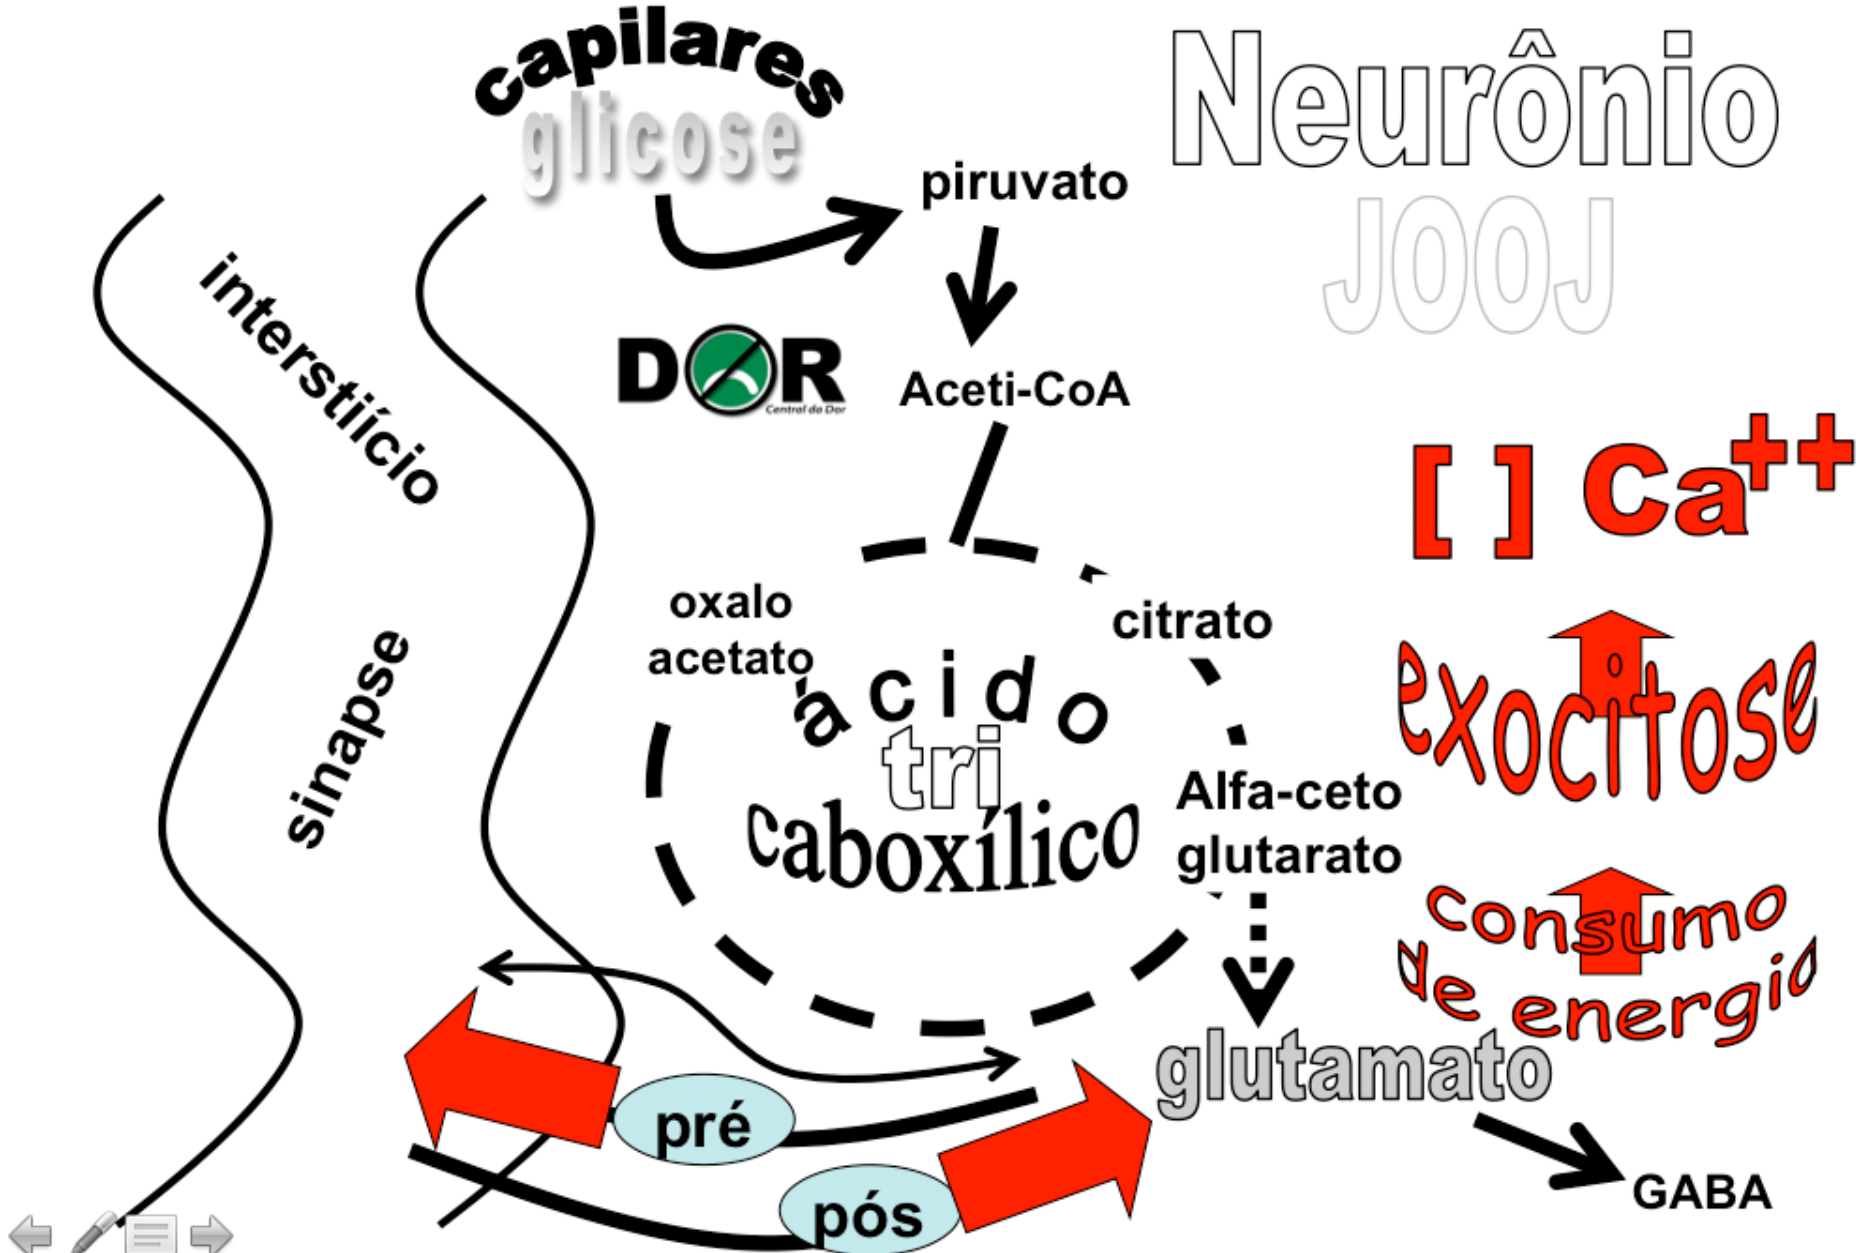 capilares
glicose
Neurônio
JOOJ
piruvato
interstiício
DOR
Central da Dor
Aceti-CoA
[ ] Ca++
oxalo
acetato
citrato
ácido
tri
caboxílico
sinapse
exocitose
Alfa-ceto
glutarato
consumo
de energia
glutamato
pré
pós
GABA